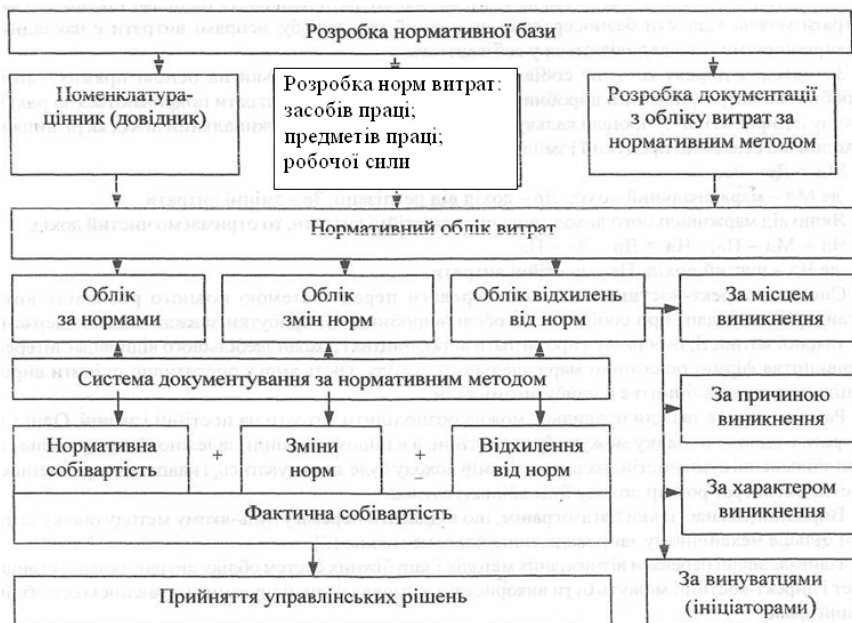 Розробка нормативної бази
Номенклатура-
цінник (довідник)
Розробка норм витрат:
засобів праці;
предметів праці;
робочої сили
Розробка документації
з обліку витрат за
нормативним методом
Нормативний облік витрат
Облік
за нормами
Облік
змін норм
Облік відхилень
від норм
За місцем
виникнення
Система документування за нормативним методом
За причиною
виникнення
Нормативна
собівартість
+
Зміни
норм
+
−
Відхилення
від норм
За характером
виникнення
Фактична собівартість
Прийняття управлінських рішень
За винуватцями
(ініціаторами)